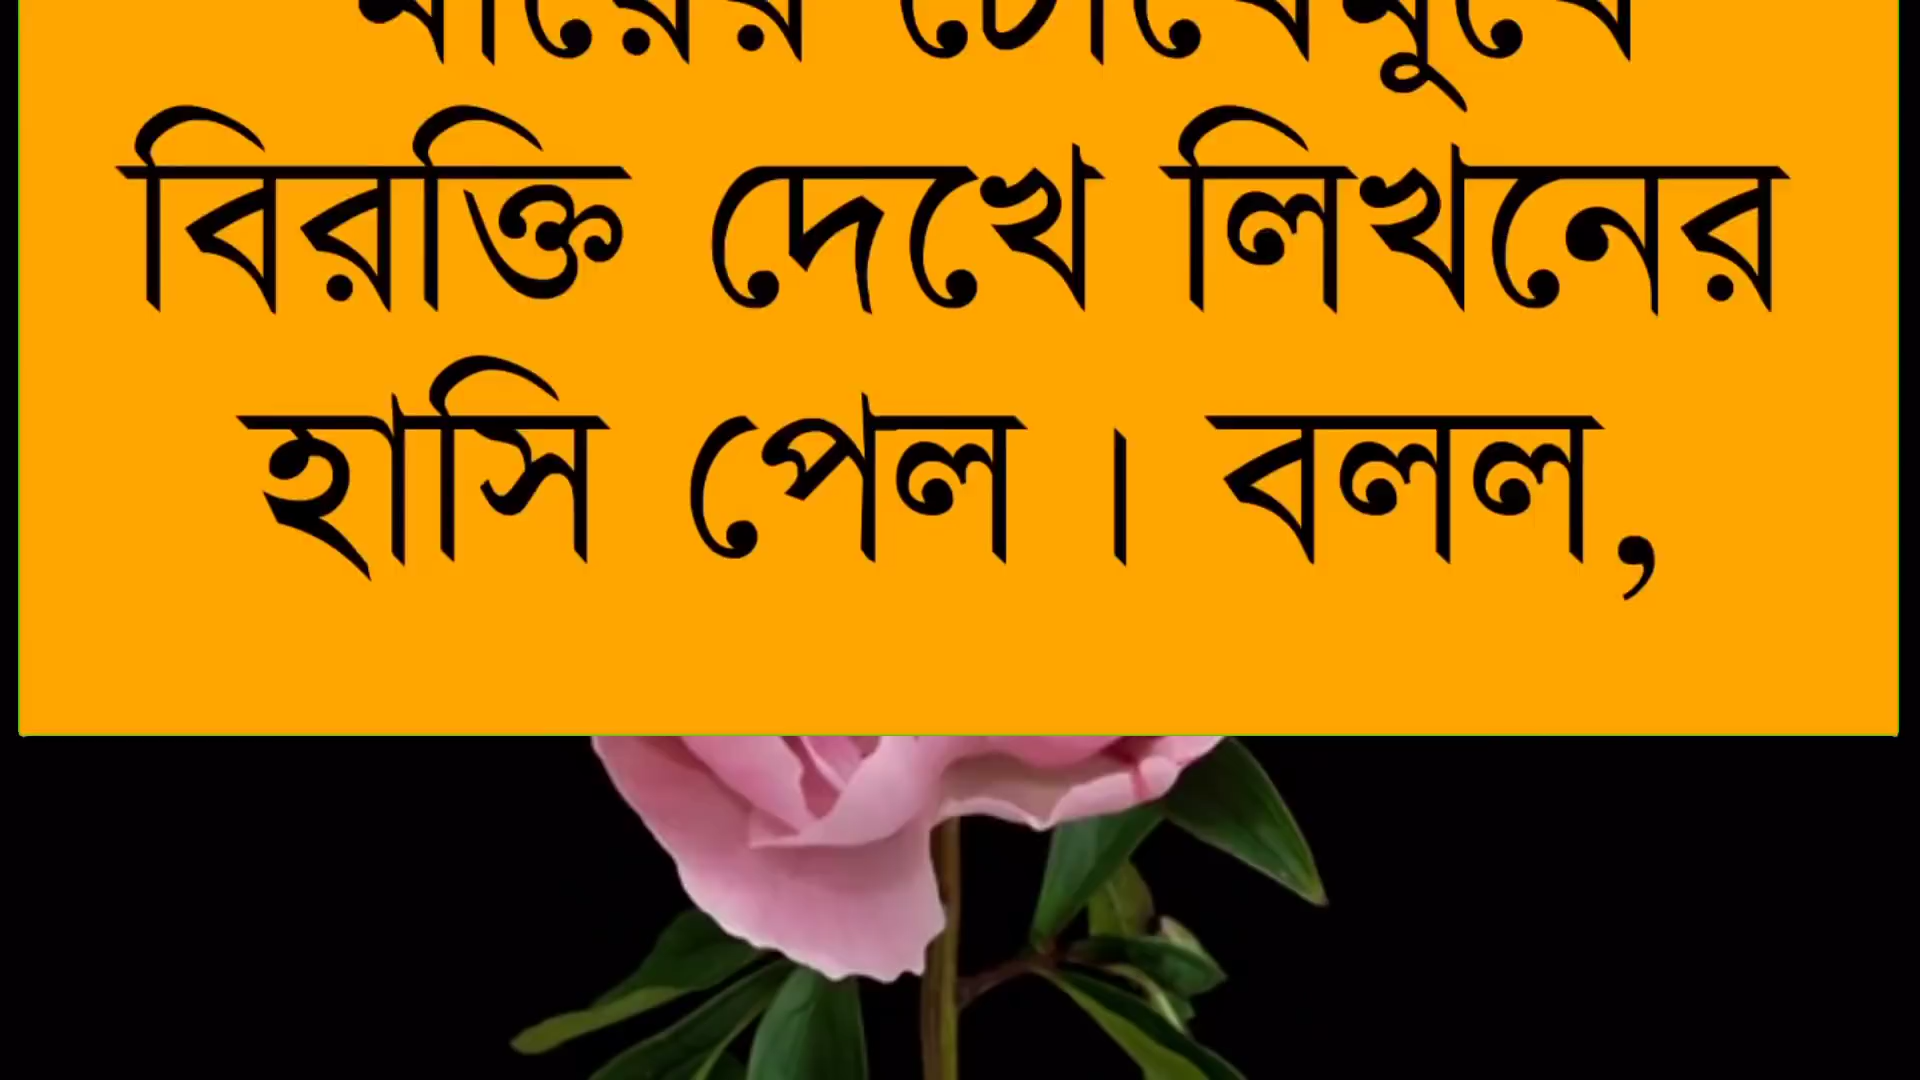 মায়ের চোখেমুখে
বিরক্তি দেখে লিখনের
হাসি পেল। বলল,